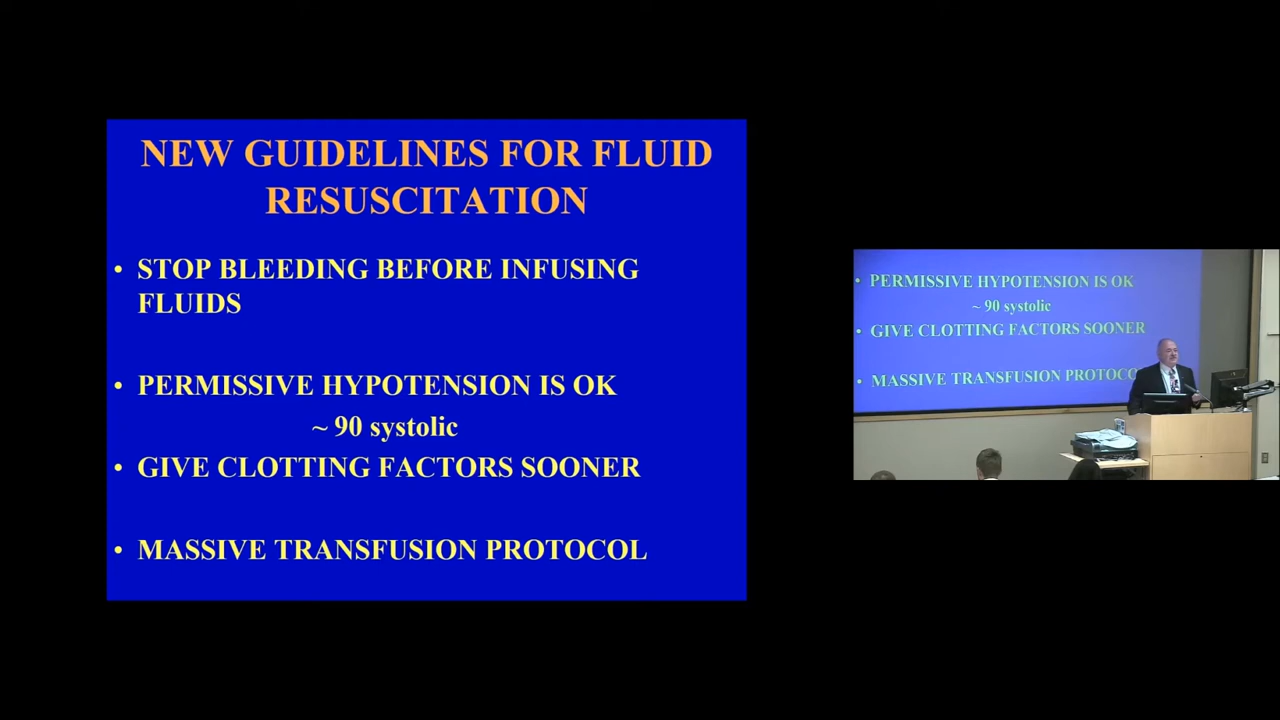 NEW GUIDELINES FOR FLUID
RESUSCITATION
• STOP BLEEDING BEFORE INFUSING
FLUIDS
• PERMISSIVE HYPOTENSION IS OK
~ 90 systolic
• GIVE CLOTTING FACTORS SOONER
• MASSIVE TRANSFUSION PROTOCOL
• PERMISSIVE HYPOTENSION IS OK
~ 90 systolic
• GIVE CLOTTING FACTORS SOONER
• MASSIVE TRANSFUSION PROTOCO